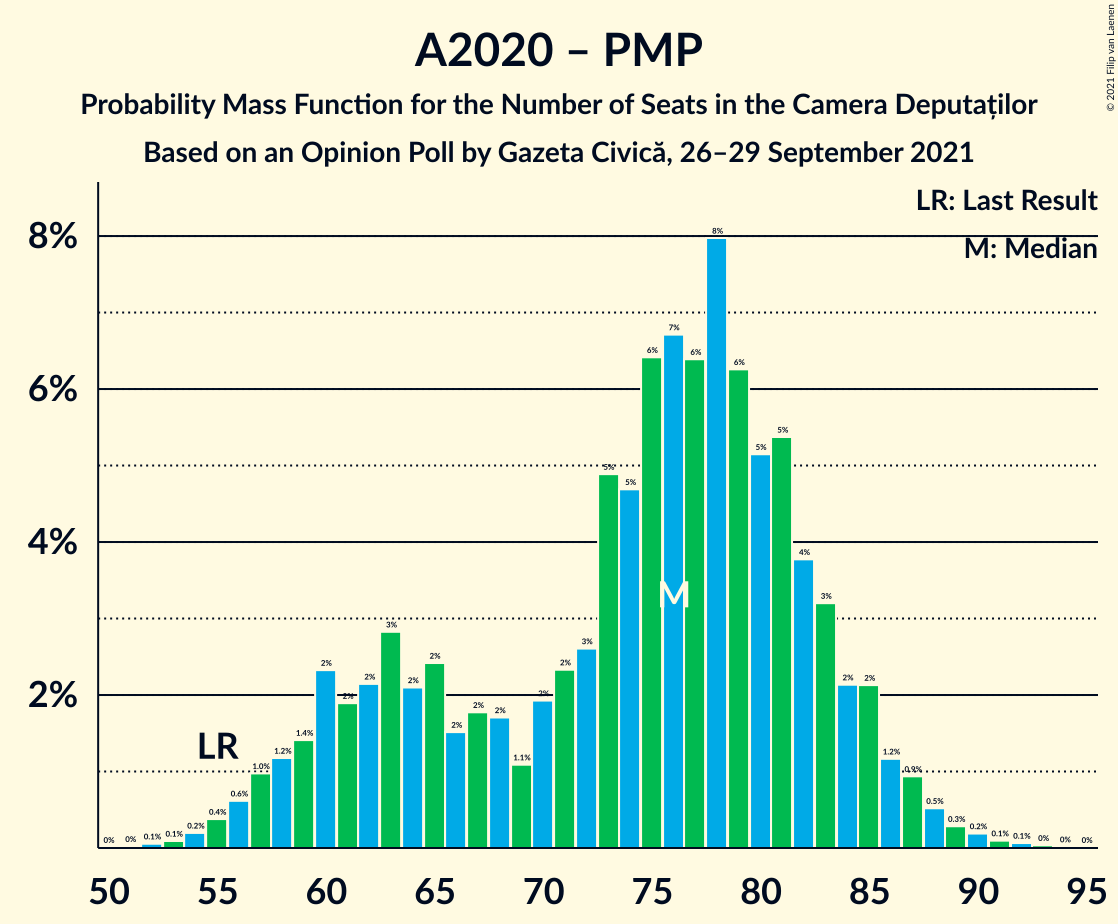 A2020 – PMP
Probability Mass Function for the Number of Seats in the Camera Deputaților
Based on an Opinion Poll by Gazeta Civică, 26–29 September 2021
© 2021 Filip van Laenen
LR: Last Result
M: Median
8%
6%
4%
2%
0% 0% 0.1% 0.1% 0.2% 0.4% 0.6% 1.0% 1.2% 1.4% 2% 2% 2% 3% 2% 2% 2% 2% 2% 1.1% 2% 2% 3% 5% 5% 6% 7% 6% 8% 6% 5% 5% 4% 3% 2% 2% 1.2% 0.9% 0.5% 0.3% 0.2% 0.1% 0.1% 0% 0% 0%
LR
M
50 55 60 65 70 75 80 85 90 95